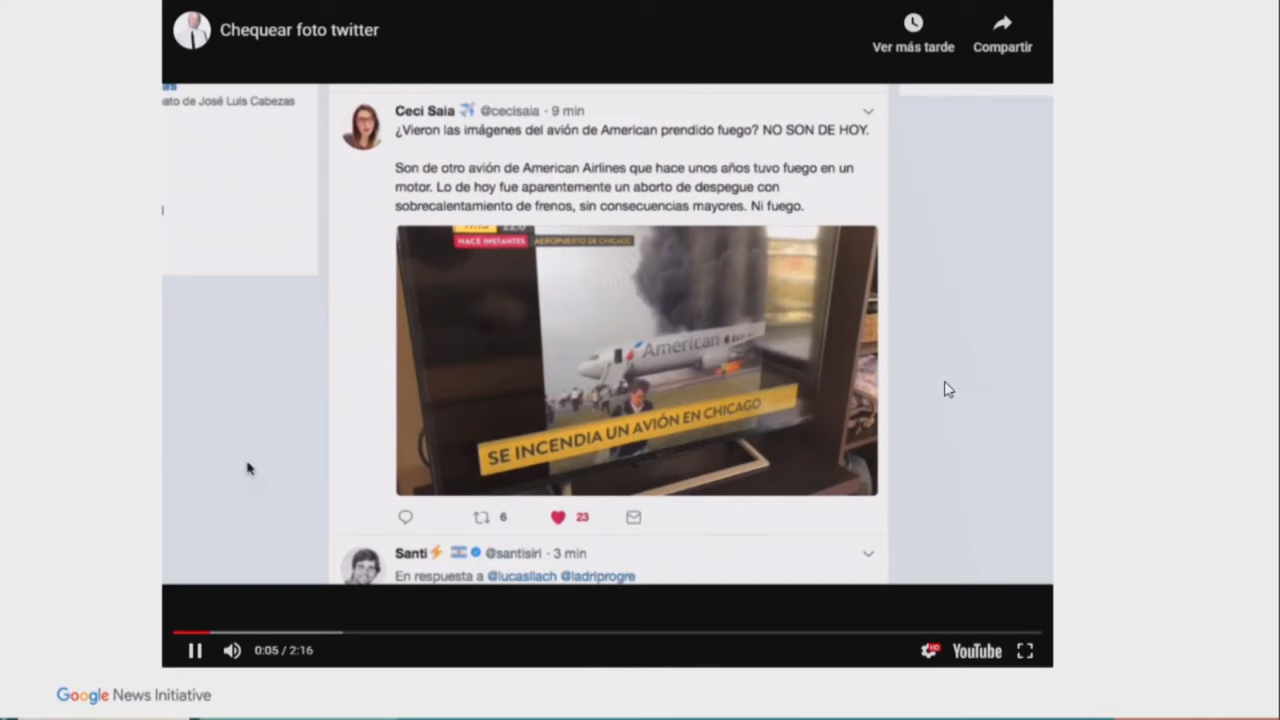 Chequear foto twitter
Ver más tarde
Compartir
ato de José Luis Cabezas
Ceci Saia @cecisaia · 9 min
¿Vieron las imágenes del avión de American prendido fuego? NO SON DE HOY.
Son de otro avión de American Airlines que hace unos años tuvo fuego en un
motor. Lo de hoy fue aparentemente un aborto de despegue con
sobrecalentamiento de frenos, sin consecuencias mayores. Ni fuego.
HACE INSTANTES AEROPUERTO DE CHICAGO
American
SE INCENDIA UN AVIÓN EN CHICAGO
6 23
Santi @santisiri · 3 min
En respuesta a @lucasllach @ladriprogre
0:05 / 2:16
HD
YouTube
Google News Initiative